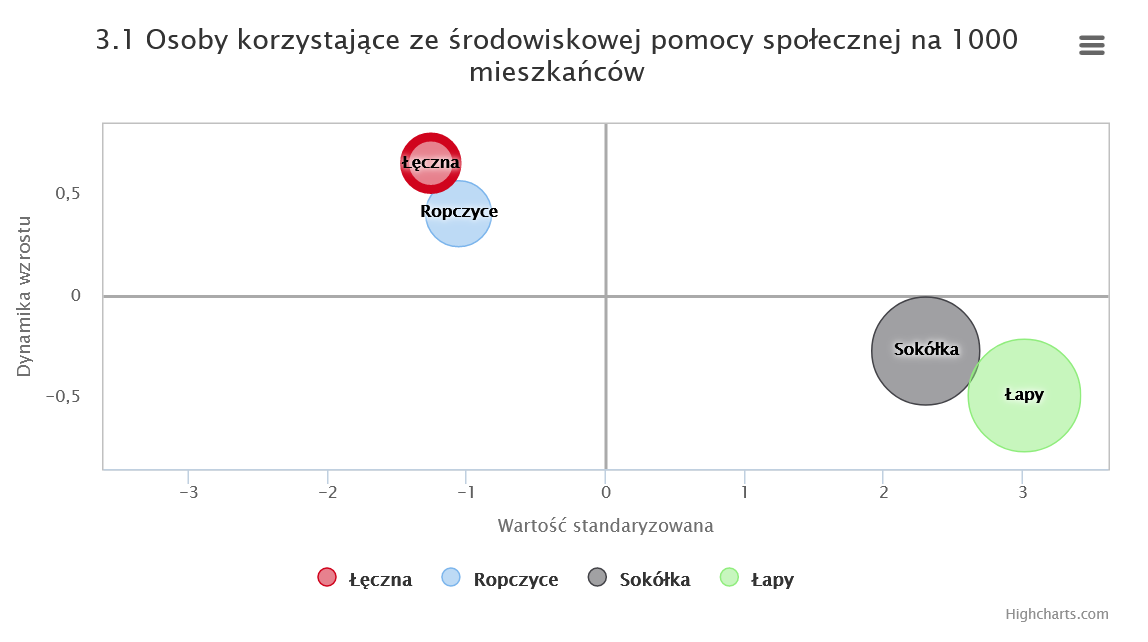 3.1 Osoby korzystające ze środowiskowej pomocy społecznej na 1000
mieszkańców
Dynamika wzrostu
0,5
0
−0,5
Łęczna
Ropczyce
Sokółka
Łapy
−3 −2 −1 0 1 2 3
Wartość standaryzowana
Łęczna Ropczyce Sokółka Łapy
Highcharts.com